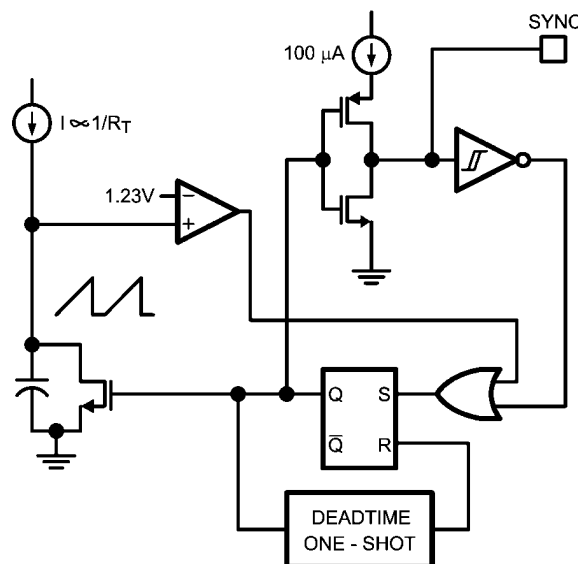 SYNC
100 μA
I ∝ 1/R_T
1.23V
−
+
Q
S
Q̅
R
DEADTIME
ONE - SHOT